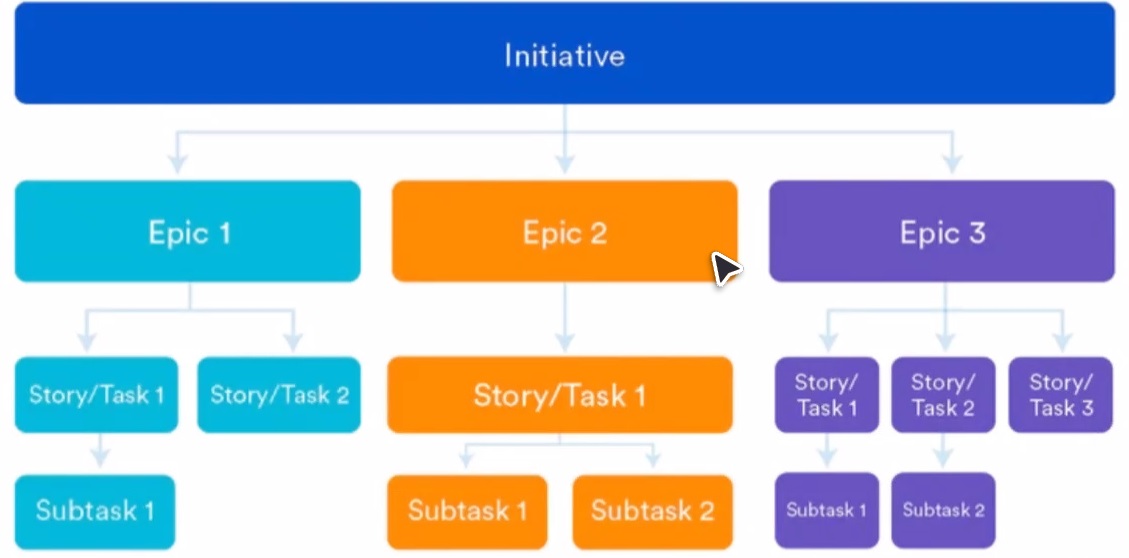 Initiative
Epic 1
Epic 2
Epic 3
Story/Task 1
Story/Task 2
Story/Task 1
Story/
Task 1
Story/
Task 2
Story/
Task 3
Subtask 1
Subtask 1
Subtask 2
Subtask 1
Subtask 2